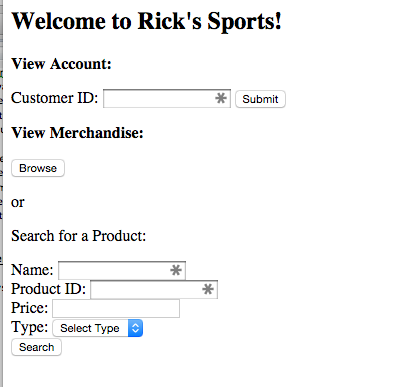 Welcome to Rick's Sports!
View Account:
Customer ID: Submit
View Merchandise:
Browse
or
Search for a Product:
Name:
Product ID:
Price:
Type: Select Type
Search